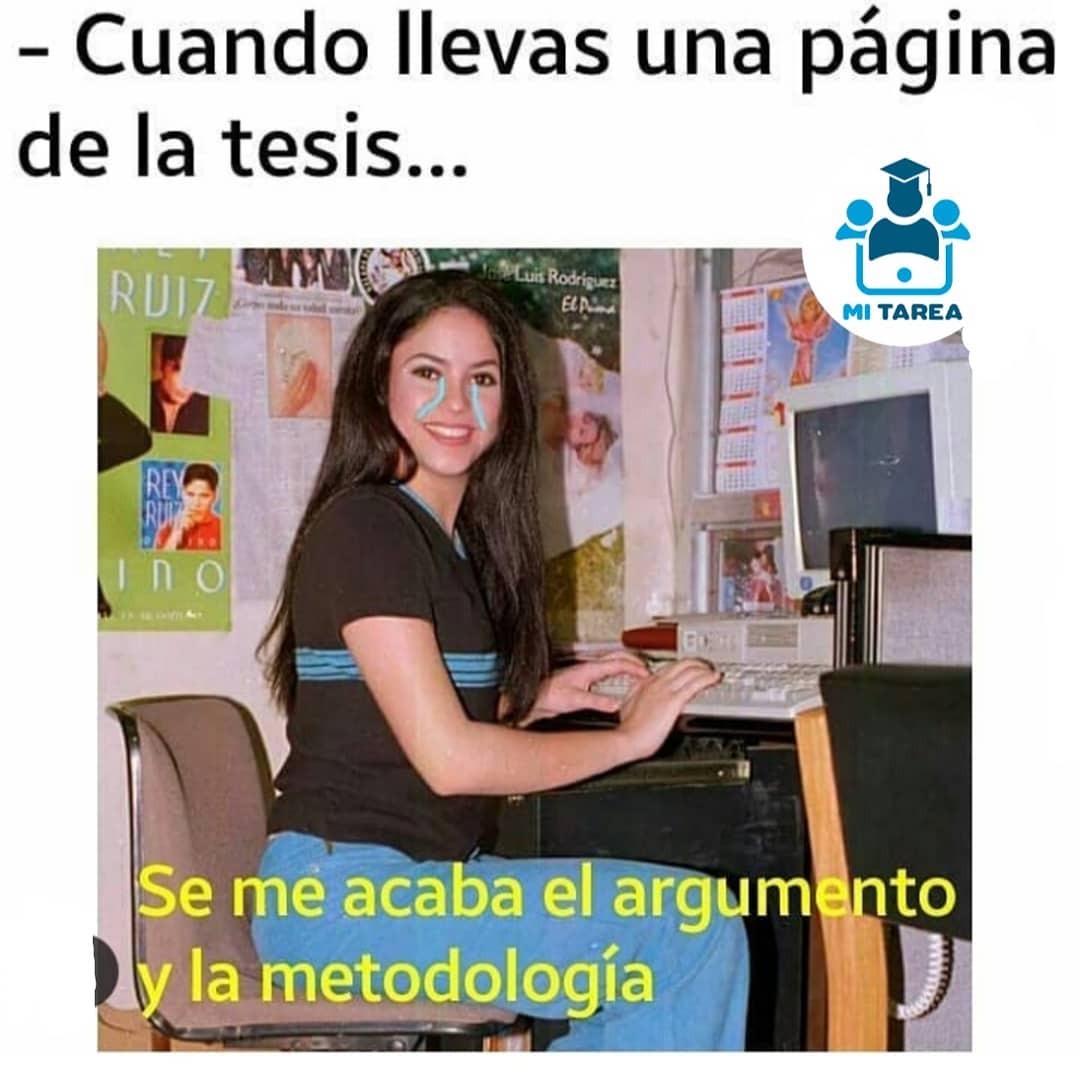 - Cuando llevas una página
de la tesis...
MI TAREA
RUIZ
José Luis Rodríguez
El Puma
REY
RUIZ
Se me acaba el argumento
y la metodología